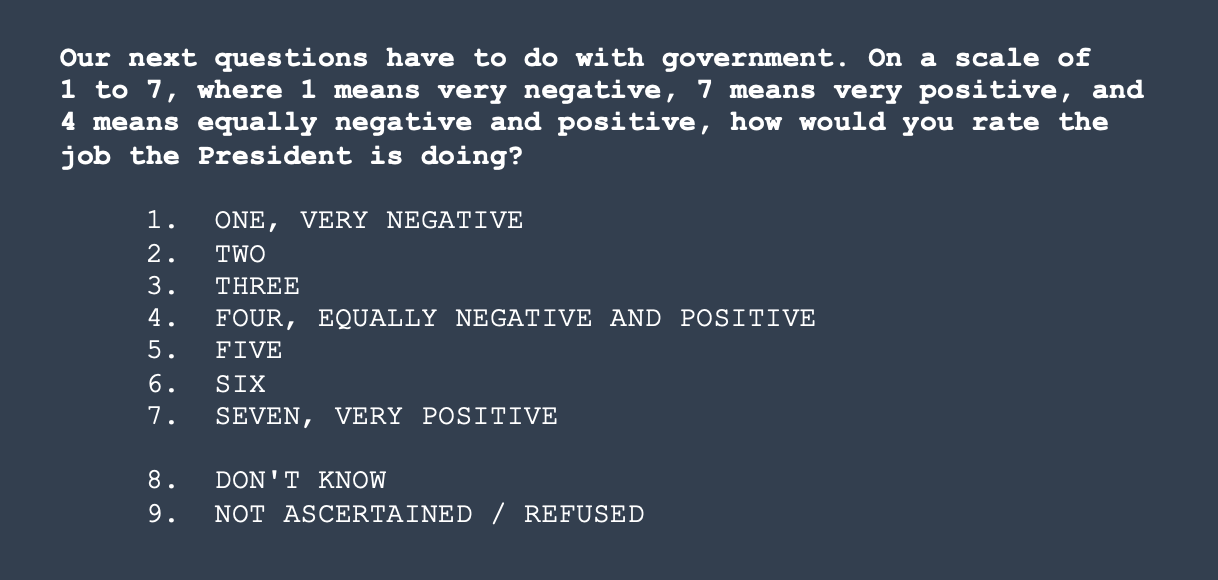 Our next questions have to do with government. On a scale of
1 to 7, where 1 means very negative, 7 means very positive, and
4 means equally negative and positive, how would you rate the
job the President is doing?
1. ONE, VERY NEGATIVE
2. TWO
3. THREE
4. FOUR, EQUALLY NEGATIVE AND POSITIVE
5. FIVE
6. SIX
7. SEVEN, VERY POSITIVE
8. DON'T KNOW
9. NOT ASCERTAINED / REFUSED